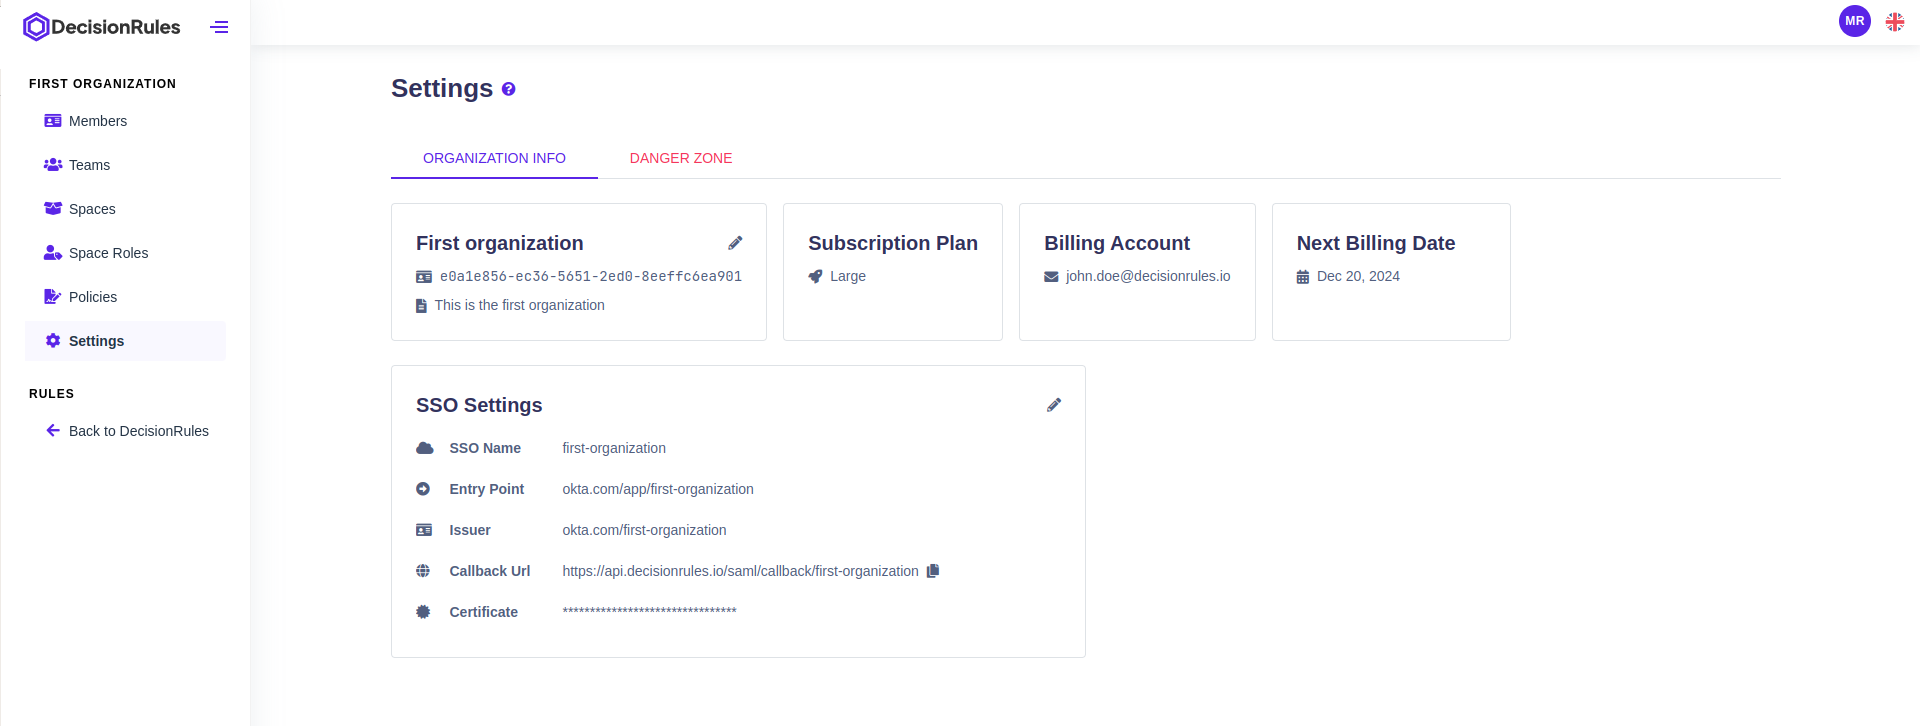 DecisionRules
MR
FIRST ORGANIZATION
Members
Teams
Spaces
Space Roles
Policies
Settings
RULES
Back to DecisionRules
Settings ?
ORGANIZATION INFO
DANGER ZONE
First organization
e0a1e856-ec36-5651-2ed0-8eeffc6ea901
This is the first organization
Subscription Plan
Large
Billing Account
john.doe@decisionrules.io
Next Billing Date
Dec 20, 2024
SSO Settings
SSO Name first-organization
Entry Point okta.com/app/first-organization
Issuer okta.com/first-organization
Callback Url https://api.decisionrules.io/saml/callback/first-organization
Certificate ********************************